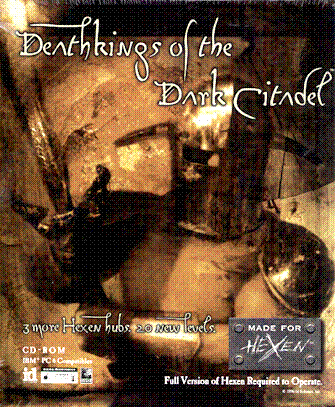 Deathkings of the
Dark Citadel
3 more Hexen hubs. 20 new levels.
MADE FOR
HEXEN
CD-ROM
IBM PC & Compatibles
id
Full Version of Hexen Required to Operate.